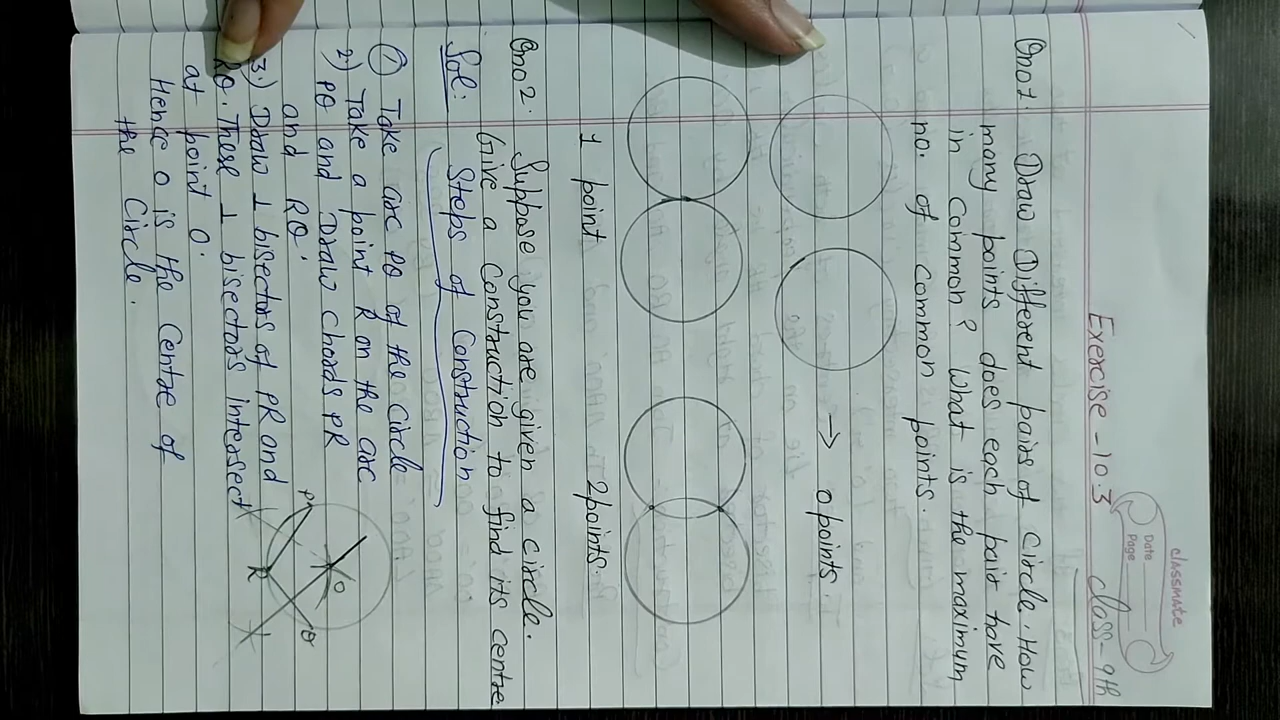 classmate
Date
Page
Exercise - 10.3 Class - 9th
Qno 1 Draw Different pairs of Circle. How
many points does each pair have
in common? What is the maximum
no. of common points.
→ 0 points
1 point 2 points.
Qno 2. Suppose you are given a circle.
Give a Construction to find its centre
Sol: Steps of Construction
① Take arc PQ of the Circle
2) Take a point R on the arc
PQ and Draw chords PR
and RQ.
3.) Draw ⊥ bisectors of PR and
RQ. These ⊥ bisectors intersect
at point O.
Hence O is the Centre of
the Circle.
P
O
R
Q